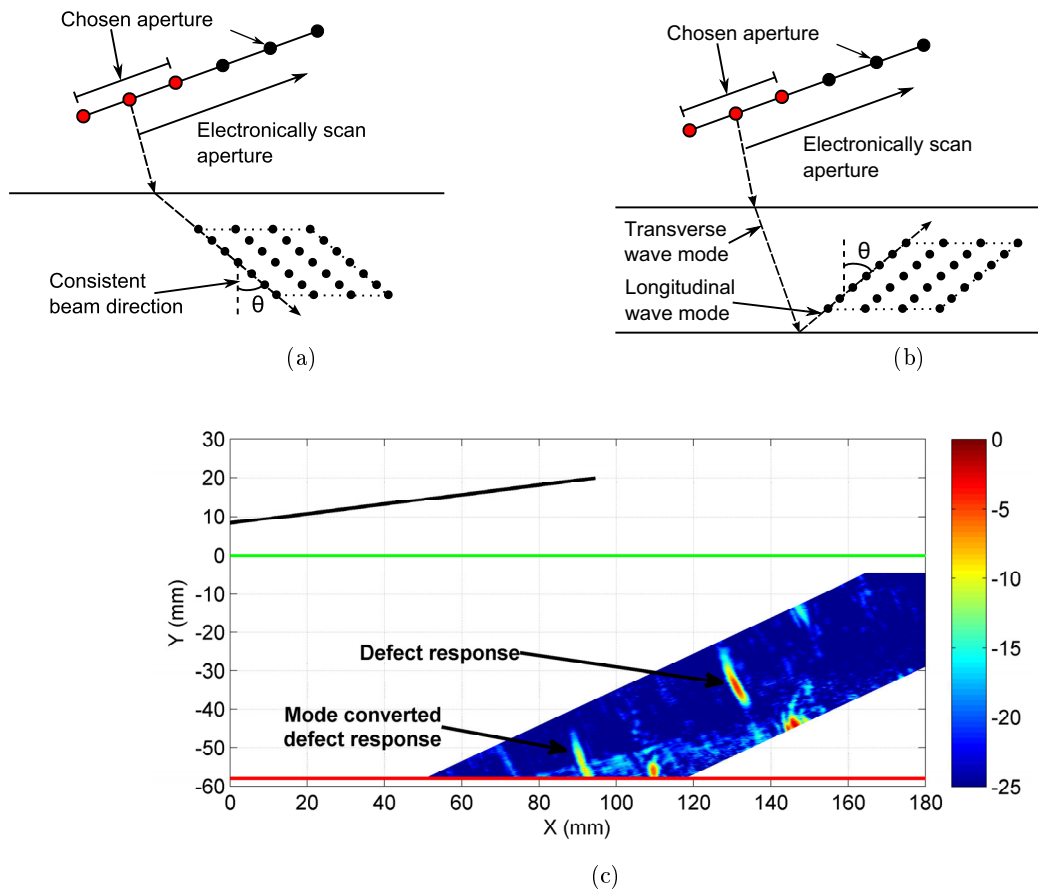 Chosen aperture
Electronically scan
aperture
Consistent
beam direction
θ
(a)
Chosen aperture
Electronically scan
aperture
Transverse
wave mode
Longitudinal
wave mode
θ
(b)
30
20
10
0
-10
-20
-30
-40
-50
-60
Y (mm)
0 20 40 60 80 100 120 140 160 180
X (mm)
Defect response
Mode converted
defect response
0
-5
-10
-15
-20
-25
(c)